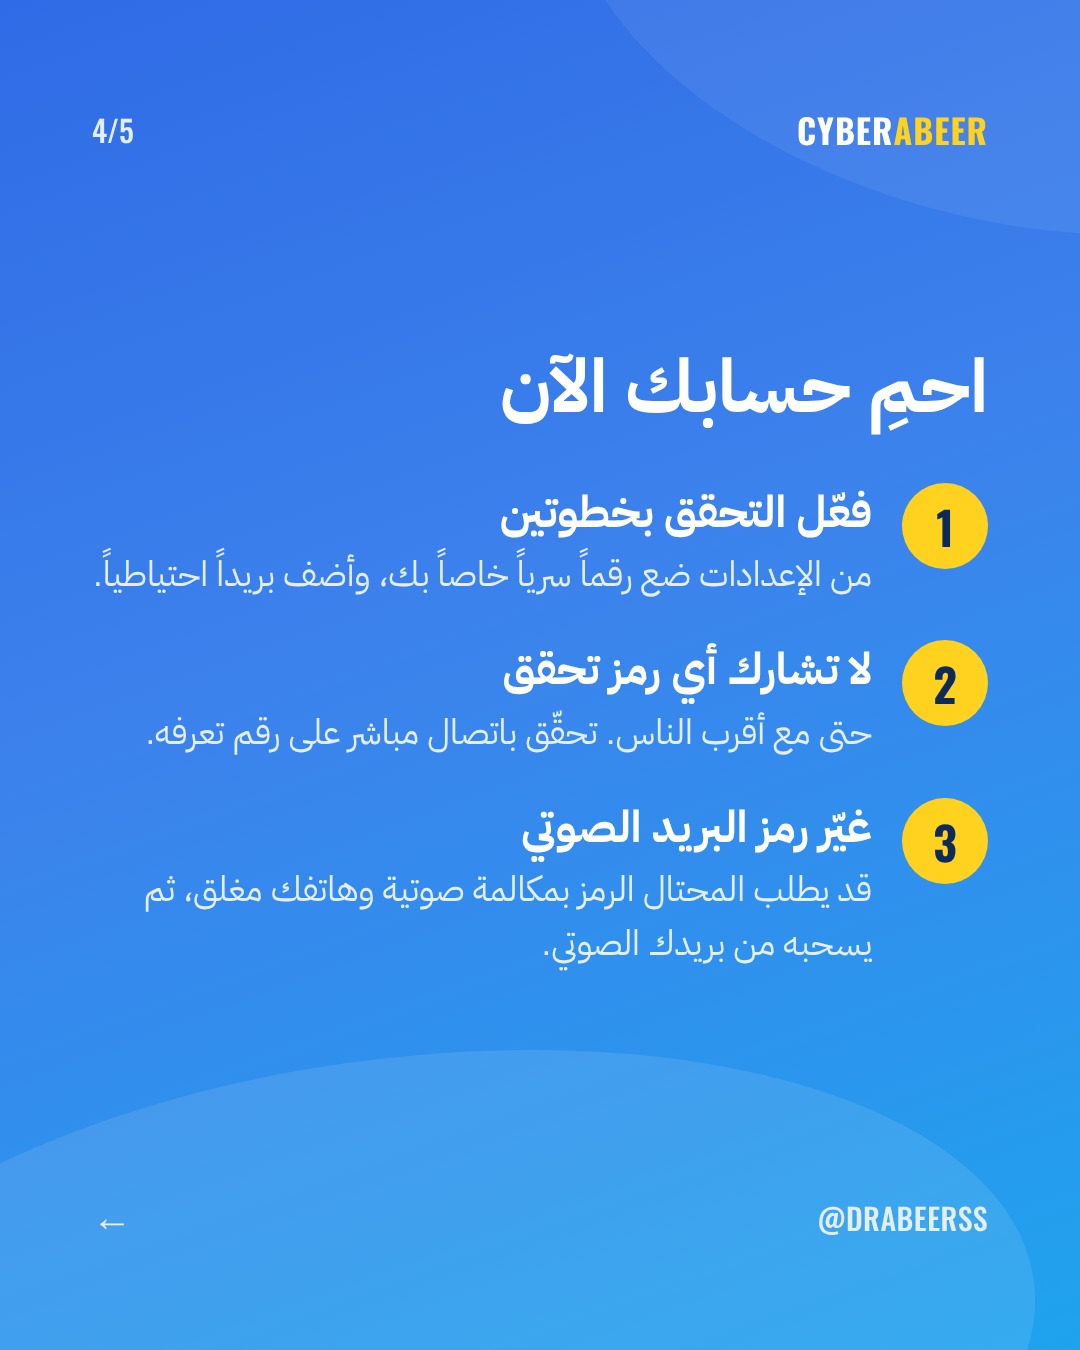 CYBERABEER
4/5
احمِ حسابك الآن
1
فعّل التحقق بخطوتين
من الإعدادات ضع رقماً سرياً خاصاً بك، وأضف بريداً احتياطياً.
2
لا تشارك أي رمز تحقق
حتى مع أقرب الناس. تحقّق باتصال مباشر على رقم تعرفه.
3
غيّر رمز البريد الصوتي
قد يطلب المحتال الرمز بمكالمة صوتية وهاتفك مغلق، ثم
يسحبه من بريدك الصوتي.
@DRABEERSS
←